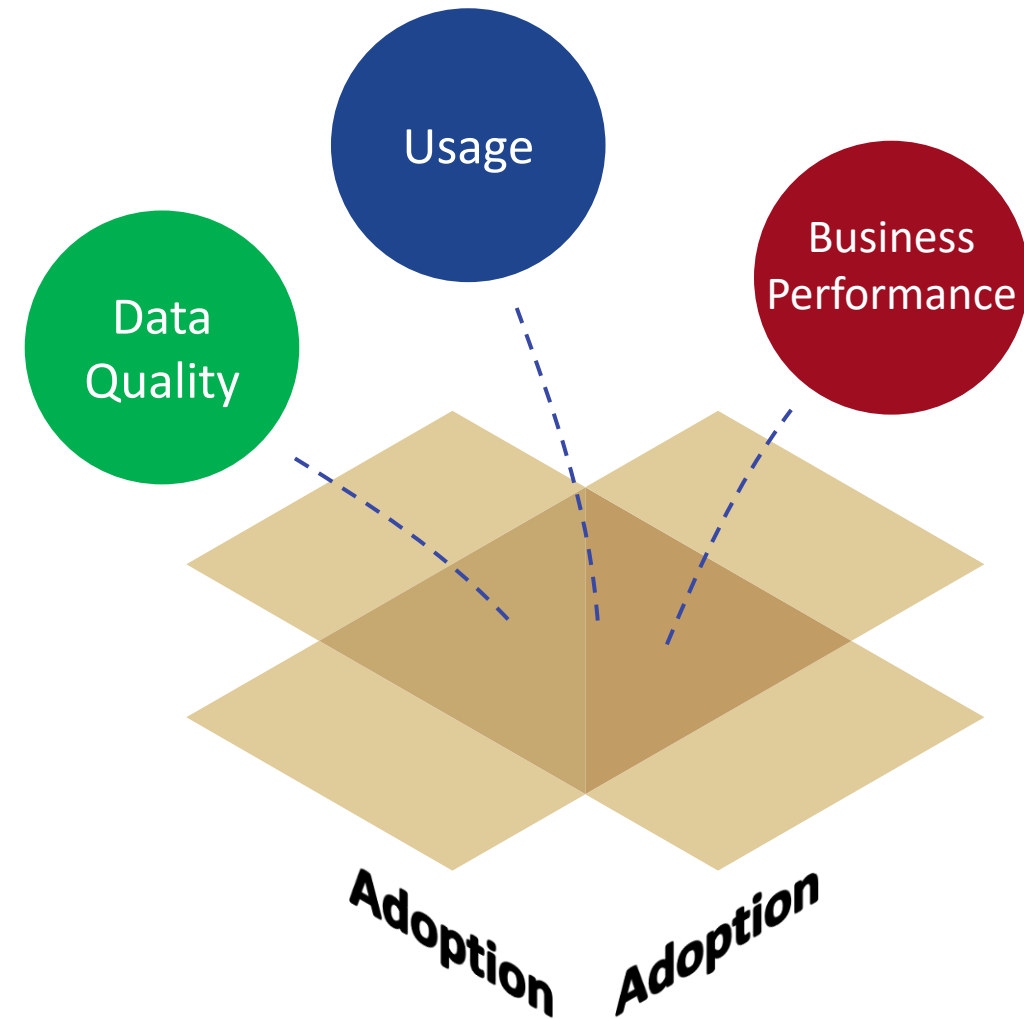 Usage
Business
Performance
Data
Quality
Adoption
Adoption